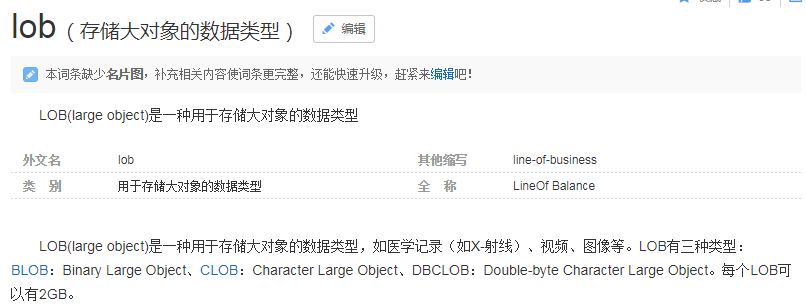 lob（存储大对象的数据类型） 编辑
本词条缺少名片图，补充相关内容使词条更完整，还能快速升级，赶紧来编辑吧！
LOB(large object)是一种用于存储大对象的数据类型
外文名 lob 其他缩写 line-of-business
类 别 用于存储大对象的数据类型 全 称 LineOf Balance
LOB(large object)是一种用于存储大对象的数据类型，如医学记录（如X-射线）、视频、图像等。LOB有三种类型：
BLOB：Binary Large Object、CLOB：Character Large Object、DBCLOB：Double-byte Character Large Object。每个LOB可
以有2GB。